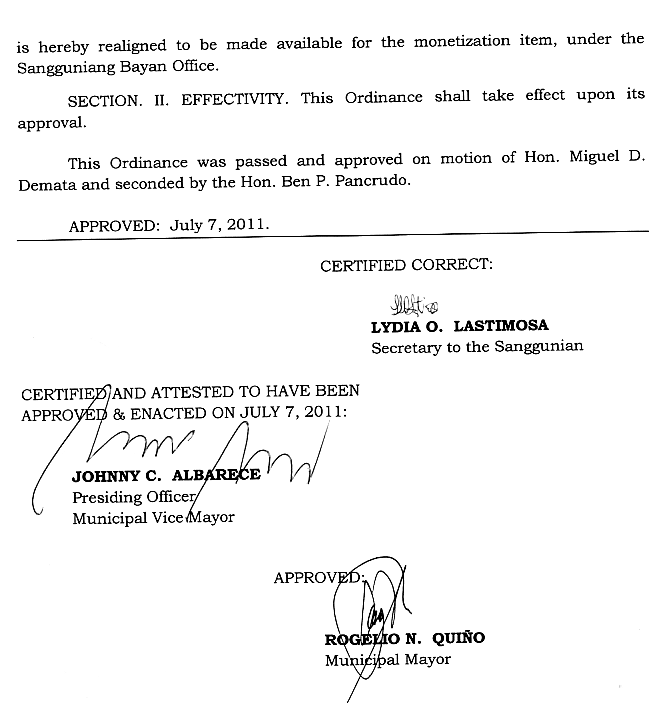 is hereby realigned to be made available for the monetization item, under the
Sangguniang Bayan Office.
SECTION. II. EFFECTIVITY. This Ordinance shall take effect upon its
approval.
This Ordinance was passed and approved on motion of Hon. Miguel D.
Demata and seconded by the Hon. Ben P. Pancrudo.
APPROVED: July 7, 2011.
CERTIFIED CORRECT:
LYDIA O. LASTIMOSA
Secretary to the Sanggunian
CERTIFIED AND ATTESTED TO HAVE BEEN
APPROVED & ENACTED ON JULY 7, 2011:
JOHNNY C. ALBARECE
Presiding Officer
Municipal Vice Mayor
APPROVED:
ROGELIO N. QUIÑO
Municipal Mayor